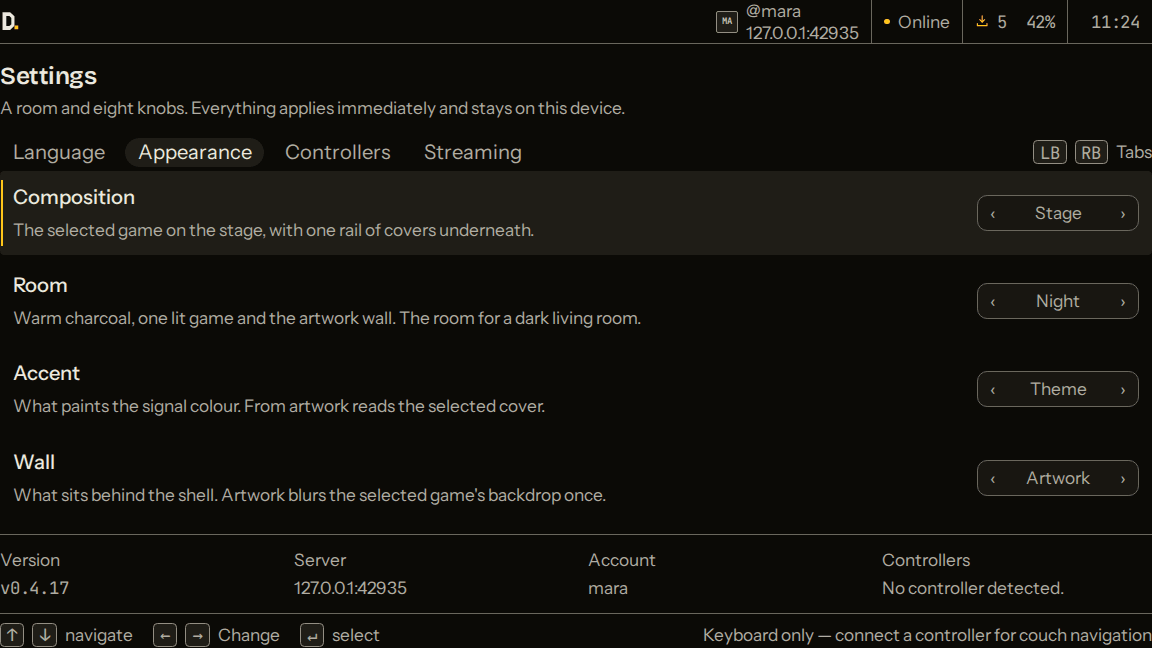 D.
MA
@mara
127.0.0.1:42935
Online
5 42%
11:24
Settings
A room and eight knobs. Everything applies immediately and stays on this device.
Language Appearance Controllers Streaming
LB RB Tabs
Composition
The selected game on the stage, with one rail of covers underneath.
‹ Stage ›
Room
Warm charcoal, one lit game and the artwork wall. The room for a dark living room.
‹ Night ›
Accent
What paints the signal colour. From artwork reads the selected cover.
‹ Theme ›
Wall
What sits behind the shell. Artwork blurs the selected game's backdrop once.
‹ Artwork ›
Version Server Account Controllers
v0.4.17 127.0.0.1:42935 mara No controller detected.
↑ ↓ navigate ← → Change ↵ select
Keyboard only — connect a controller for couch navigation